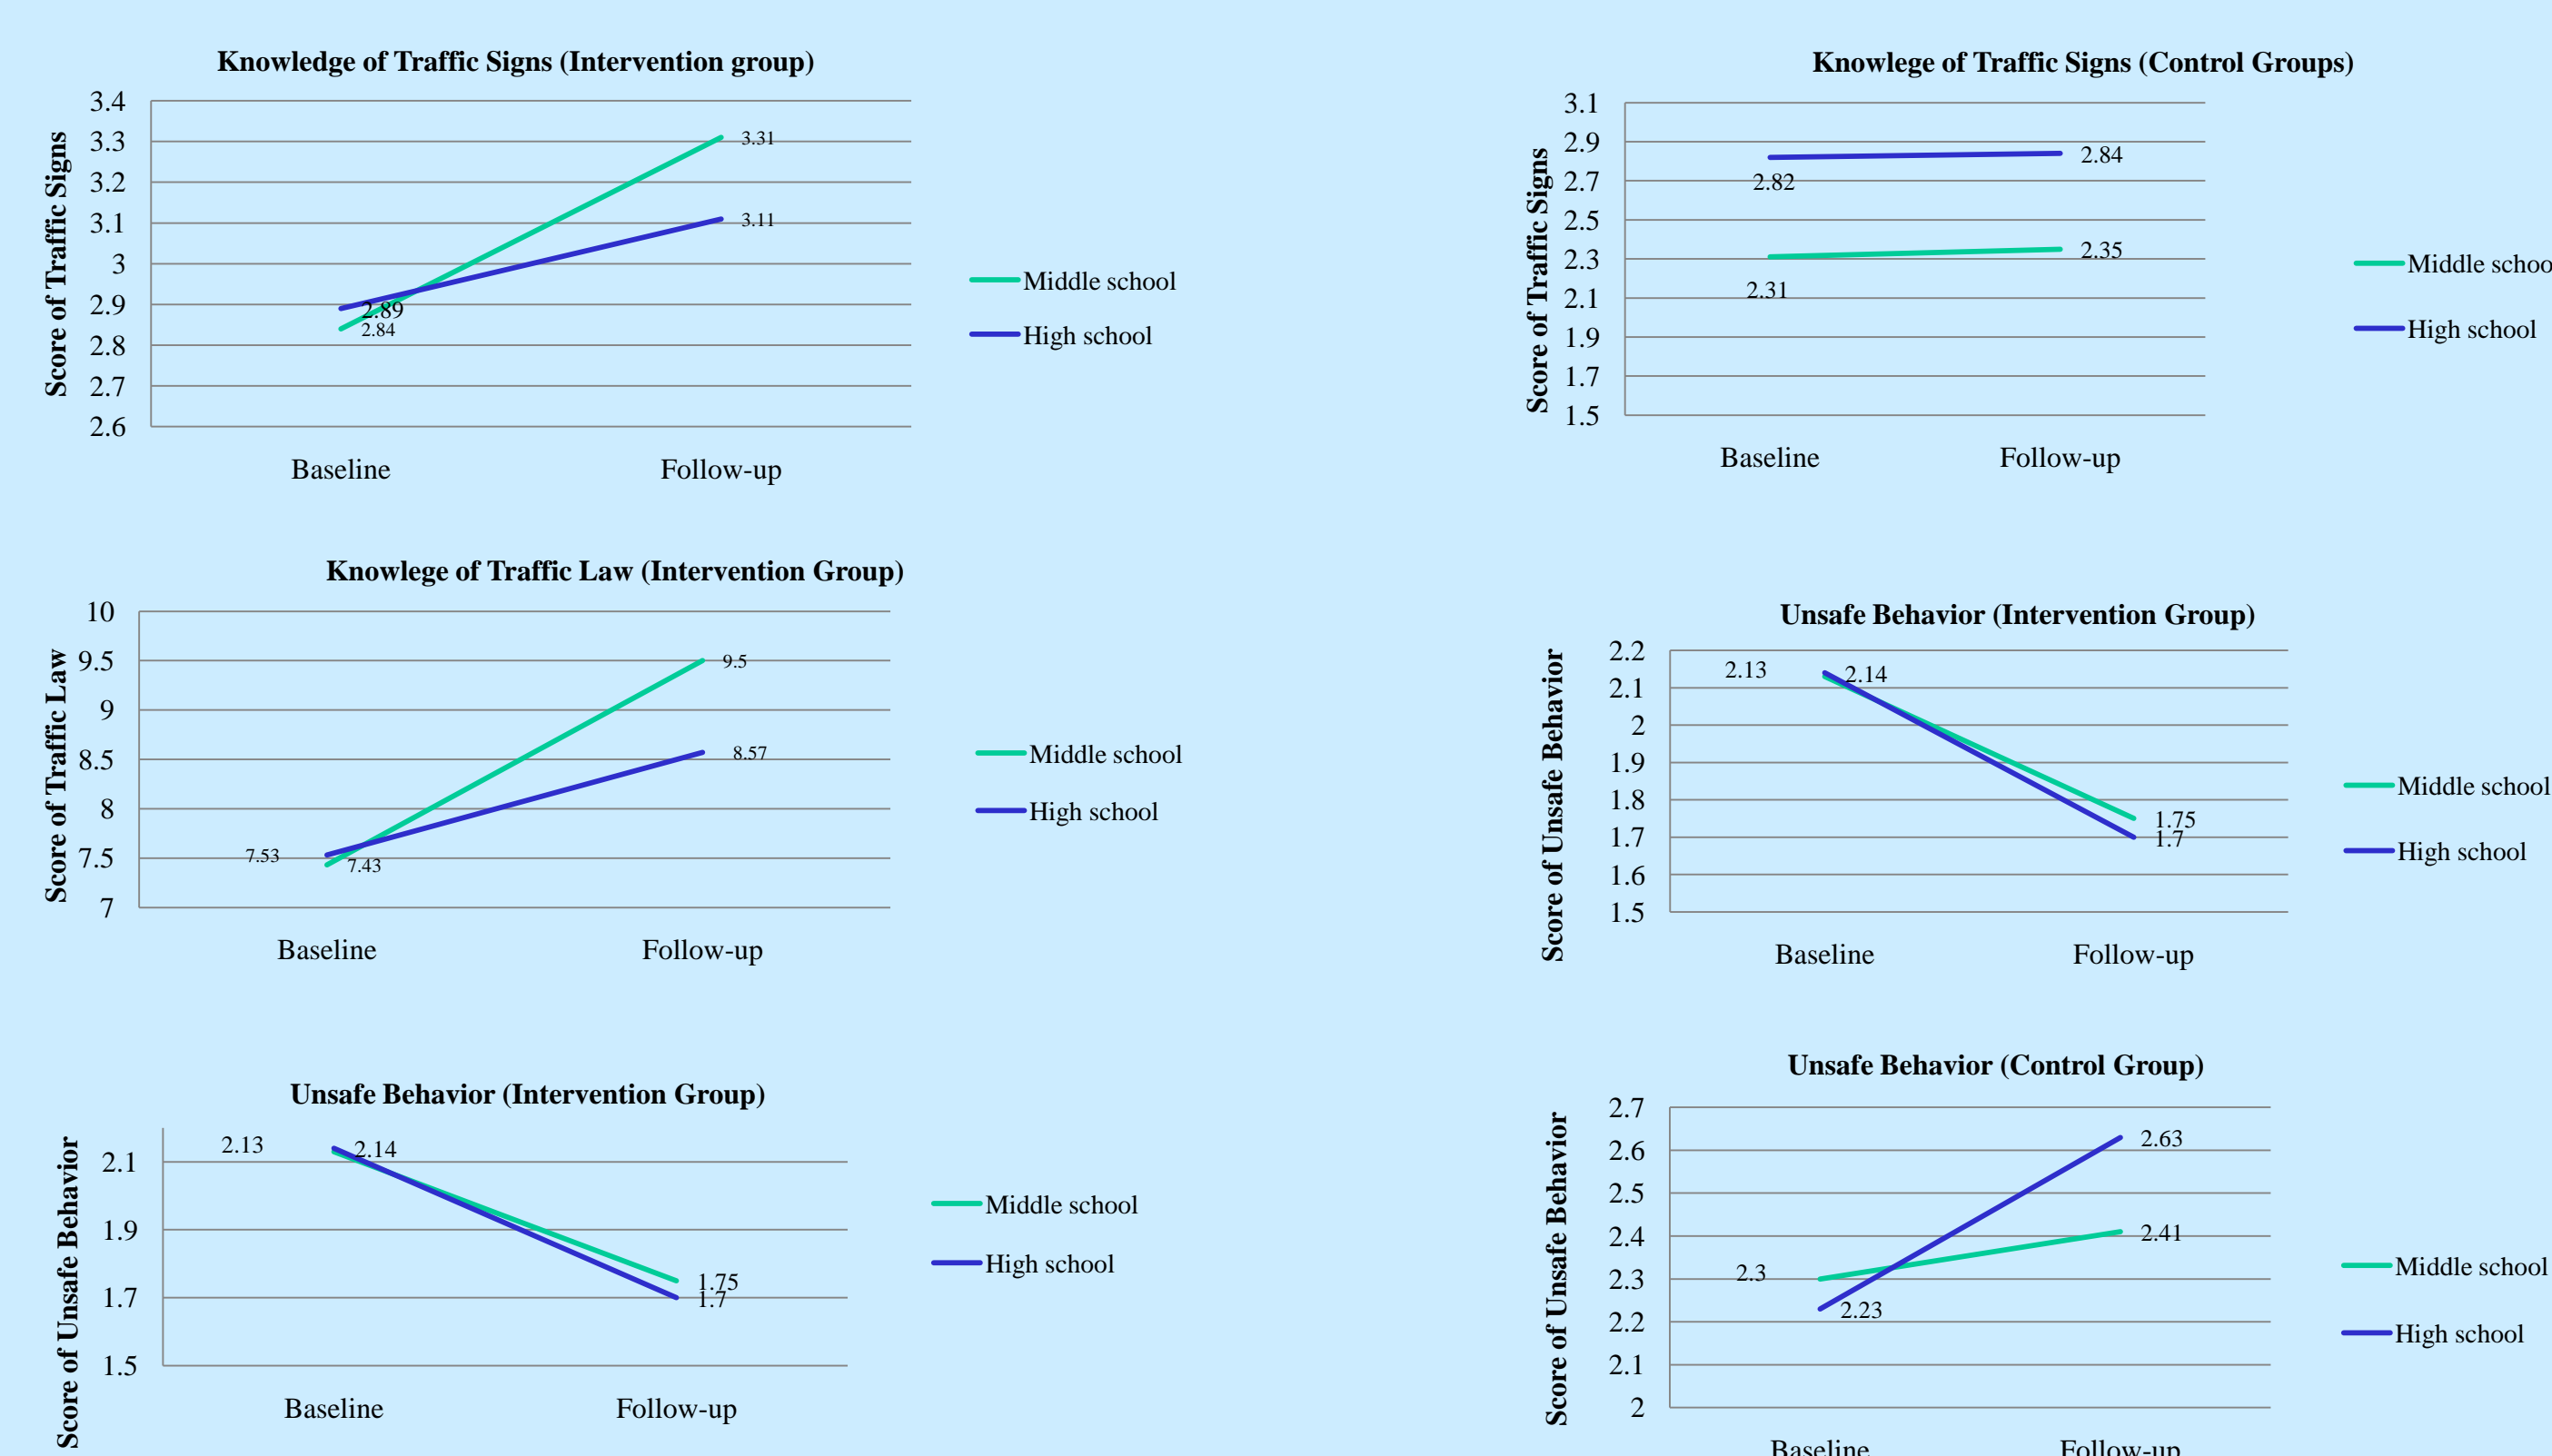 Knowledge of Traffic Signs (Intervention group)
Score of Traffic Signs
3.4
3.3
3.2
3.1
3
2.9
2.8
2.7
2.6
3.31
3.11
2.89
2.84
Baseline
Follow-up
Middle school
High school
Knowlege of Traffic Signs (Control Groups)
Score of Traffic Signs
3.1
2.9
2.7
2.5
2.3
2.1
1.9
1.7
1.5
2.82
2.84
2.31
2.35
Baseline
Follow-up
Middle schoo
High school
Knowlege of Traffic Law (Intervention Group)
Score of Traffic Law
10
9.5
9
8.5
8
7.5
7
9.5
8.57
7.53
7.43
Baseline
Follow-up
Middle school
High school
Unsafe Behavior (Intervention Group)
Score of Unsafe Behavior
2.2
2.1
2
1.9
1.8
1.7
1.6
1.5
2.13
2.14
1.75
1.7
Baseline
Follow-up
Middle school
High school
Unsafe Behavior (Intervention Group)
Score of Unsafe Behavior
2.1
1.9
1.7
1.5
2.13
2.14
1.75
1.7
Baseline
Follow-up
Middle school
High school
Unsafe Behavior (Control Group)
Score of Unsafe Behavior
2.7
2.6
2.5
2.4
2.3
2.2
2.1
2
2.63
2.41
2.3
2.23
Baseline
Follow-up
Middle school
High school